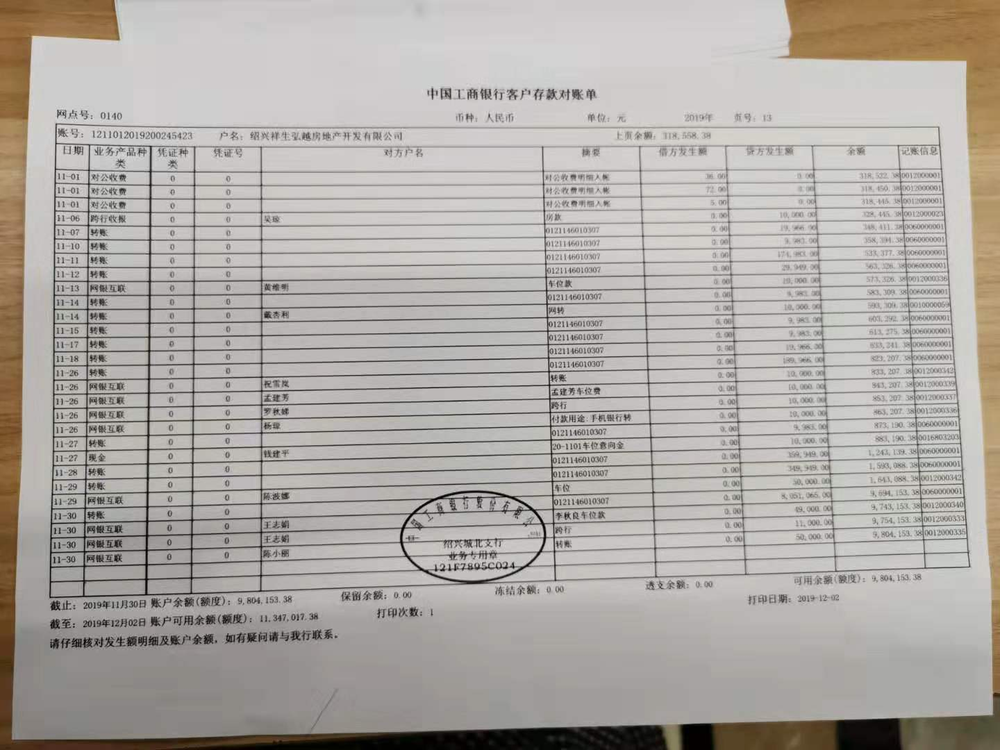 中国工商银行客户存款对账单
网点号：0140 币种：人民币 单位：元 2019年 页号：13
账号：1211012019200245423 户名：绍兴祥生弘越房地产开发有限公司 上页余额：318,558.38
日期 业务产品种类 凭证种类 凭证号 对方户名 摘要 借方发生额 贷方发生额 余额 记账信息
11-01 对公收费 0 0 对公收费明细入帐 36.00 0.00 318,522.38 0012000001
11-01 对公收费 0 0 对公收费明细入帐 72.00 0.00 318,450.38 0012000001
11-01 对公收费 0 0 对公收费明细入帐 5.00 0.00 318,445.38 0012000001
11-06 跨行收报 0 0 吴琼 房款 0.00 10,000.00 328,445.38 0012000023
11-07 转账 0 0 0121146010307 0.00 19,966.00 348,411.38 0060000001
11-10 转账 0 0 0121146010307 0.00 9,983.00 358,394.38 0060000001
11-11 转账 0 0 0121146010307 0.00 174,983.00 533,377.38 0060000001
11-12 转账 0 0 0121146010307 0.00 29,949.00 563,326.38 0060000001
11-13 网银互联 0 0 黄维明 车位款 0.00 10,000.00 573,326.38 0012000336
11-14 转账 0 0 0121146010307 0.00 9,983.00 583,309.38 0060000001
11-14 转账 0 0 戴杏利 网转 0.00 10,000.00 593,309.38 0010000059
11-15 转账 0 0 0121146010307 0.00 9,983.00 603,292.38 0060000001
11-17 转账 0 0 0121146010307 0.00 9,983.00 613,275.38 0060000001
11-18 转账 0 0 0121146010307 0.00 19,966.00 633,241.38 0060000001
11-26 转账 0 0 0121146010307 0.00 189,966.00 823,207.38 0060000001
11-26 网银互联 0 0 祝雪岚 转账 0.00 10,000.00 833,207.38 0012000342
11-26 网银互联 0 0 孟建芳 孟建芳车位费 0.00 10,000.00 843,207.38 0012000339
11-26 网银互联 0 0 罗秋娣 跨行 0.00 10,000.00 853,207.38 0012000337
11-26 网银互联 0 0 杨琼 付款用途:手机银行转 0.00 10,000.00 863,207.38 0012000336
11-27 转账 0 0 0121146010307 0.00 9,983.00 873,190.38 0060000001
11-27 现金 0 0 钱建平 20-1101车位意向金 0.00 10,000.00 883,190.38 0016803203
11-28 转账 0 0 0121146010307 0.00 359,949.00 1,243,139.38 0060000001
11-29 转账 0 0 0121146010307 0.00 349,949.00 1,593,088.38 0060000001
11-29 网银互联 0 0 陈波娜 车位 0.00 50,000.00 1,643,088.38 0012000342
11-30 转账 0 0 0121146010307 0.00 8,051,065.00 9,694,153.38 0060000001
11-30 网银互联 0 0 王志娟 李秋良车位款 0.00 49,000.00 9,743,153.38 0012000340
11-30 网银互联 0 0 王志娟 跨行 0.00 11,000.00 9,754,153.38 0012000333
11-30 网银互联 0 0 陈小丽 转账 0.00 50,000.00 9,804,153.38 0012000335
中国工商银行股份有限公司
绍兴城北支行
业务专用章
121F7895C024
截止：2019年11月30日 账户余额(额度)：9,804,153.38 保留余额：0.00 冻结余额：0.00 透支余额：0.00 可用余额(额度)：9,804,153.38
截至：2019年12月02日 账户可用余额(额度)：11,347,017.38 打印次数：1 打印日期：2019-12-02
请仔细核对发生额明细及账户余额，如有疑问请与我行联系。